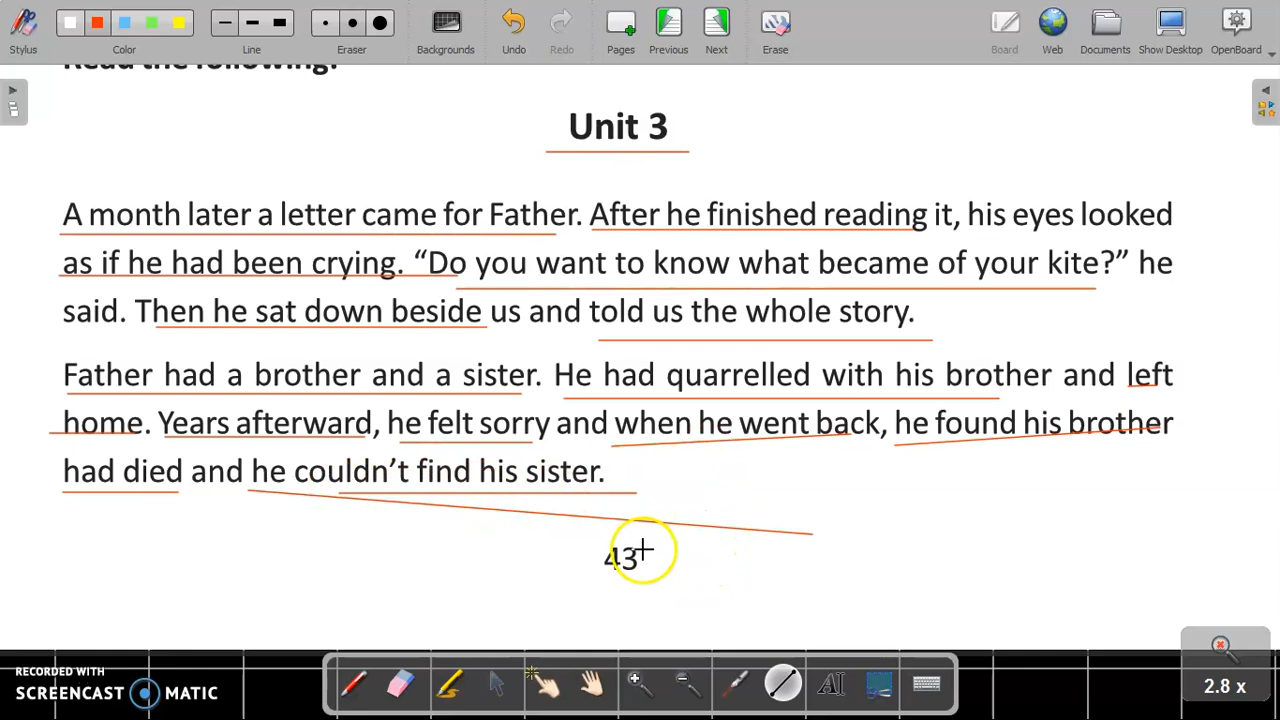 Stylus
Color
Line
Eraser
Backgrounds
Undo
Redo
Pages
Previous
Next
Erase
Board
Web
Documents
Show Desktop
OpenBoard
Read the following:
Unit 3
A month later a letter came for Father. After he finished reading it, his eyes looked
as if he had been crying. “Do you want to know what became of your kite?” he
said. Then he sat down beside us and told us the whole story.
Father had a brother and a sister. He had quarrelled with his brother and left
home. Years afterward, he felt sorry and when he went back, he found his brother
had died and he couldn’t find his sister.
43
RECORDED WITH
SCREENCAST MATIC
AI
2.8 x